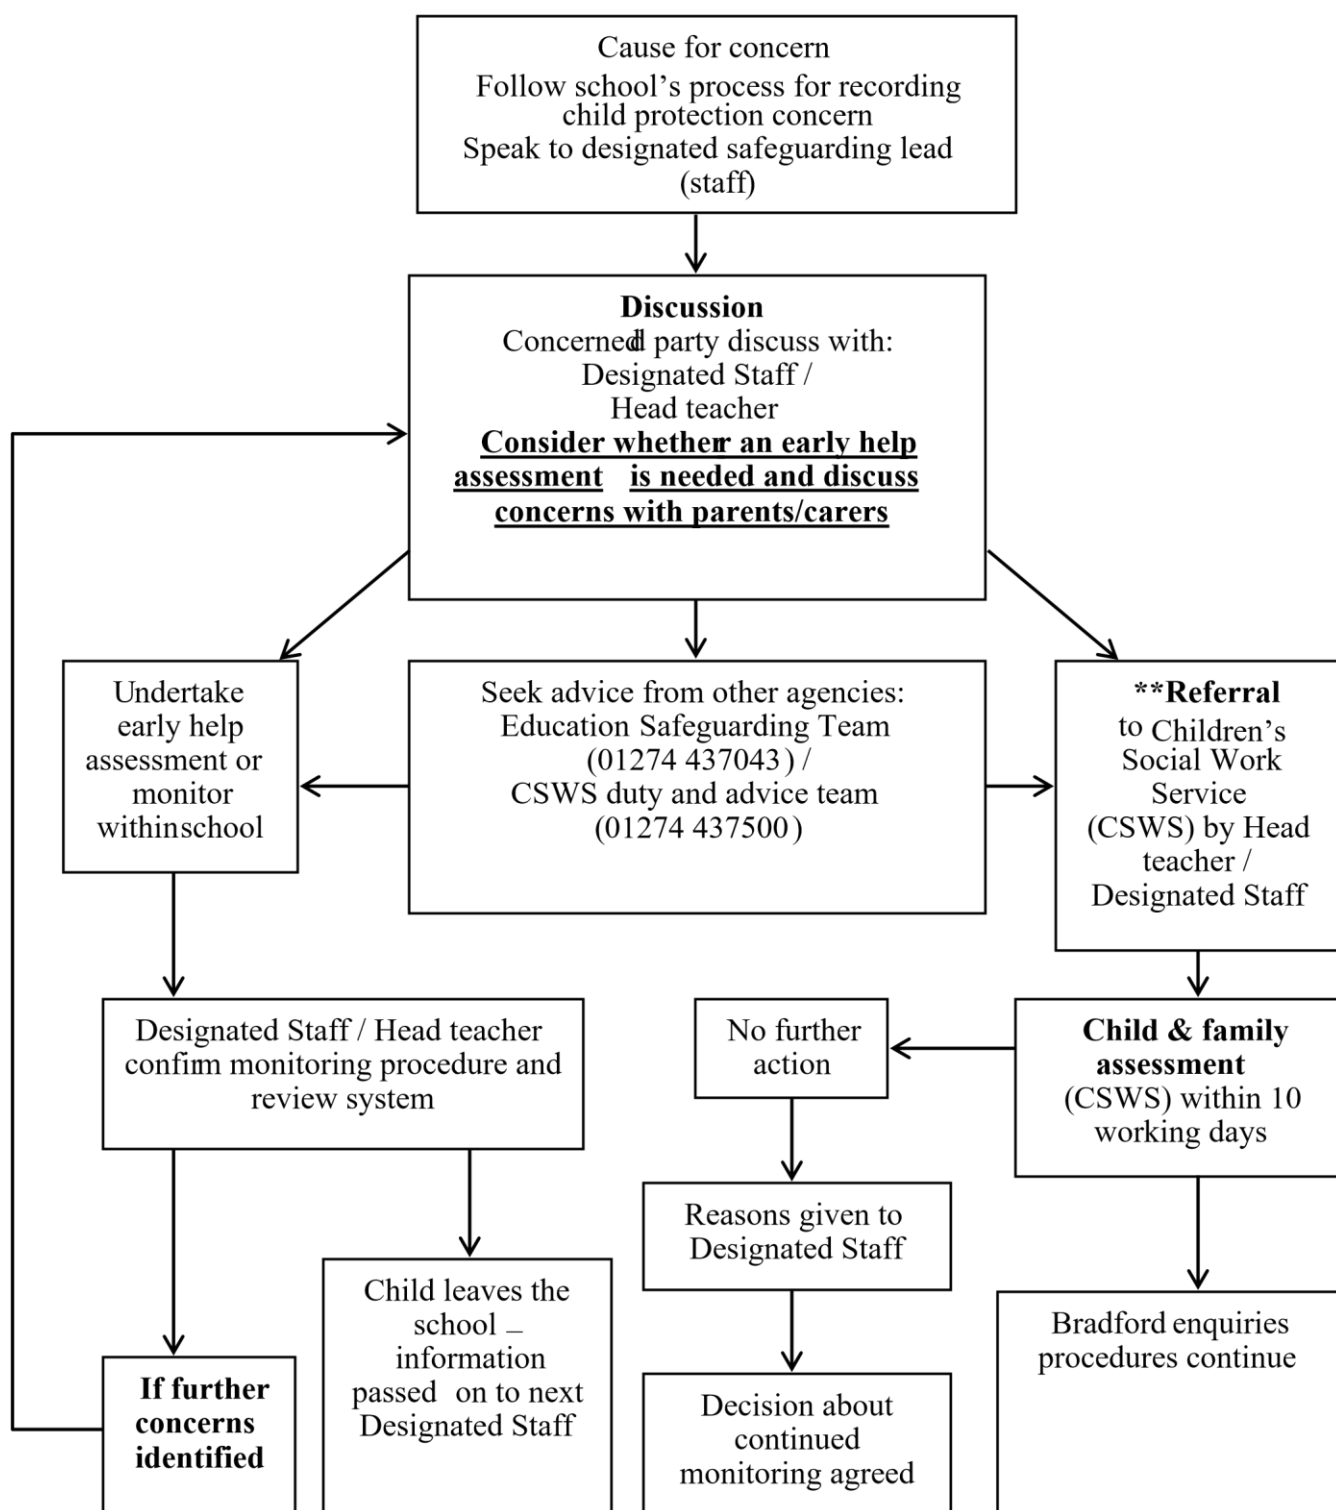 Cause for concern
Follow school’s process for recording
child protection concern
Speak to designated safeguarding lead
(staff)
Discussion
Concerned party discuss with:
Designated Staff /
Head teacher
Consider whether an early help
assessment is needed and discuss
concerns with parents/carers
Undertake
early help
assessment or
monitor
withinschool
Seek advice from other agencies:
Education Safeguarding Team
(01274 437043) /
CSWS duty and advice team
(01274 437500)
**Referral
to Children’s
Social Work
Service
(CSWS) by Head
teacher /
Designated Staff
Designated Staff / Head teacher
confirm monitoring procedure and
review system
No further
action
Child & family
assessment
(CSWS) within 10
working days
Reasons given to
Designated Staff
Child leaves the
school –
information
passed on to next
Designated Staff
Bradford enquiries
procedures continue
If further
concerns
identified
Decision about
continued
monitoring agreed